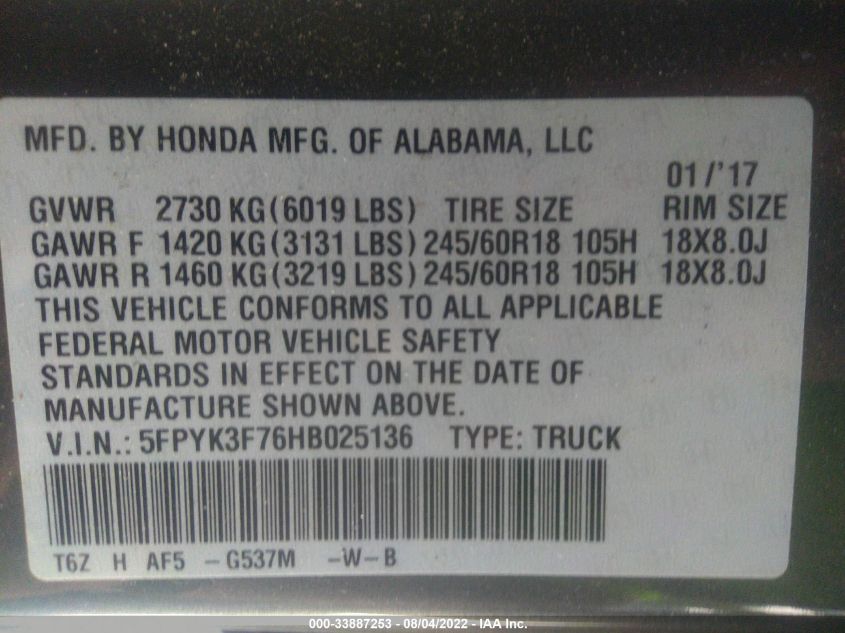 MFD. BY HONDA MFG. OF ALABAMA, LLC
01/'17
GVWR 2730 KG(6019 LBS) TIRE SIZE RIM SIZE
GAWR F 1420 KG(3131 LBS) 245/60R18 105H 18X8.0J
GAWR R 1460 KG(3219 LBS) 245/60R18 105H 18X8.0J
THIS VEHICLE CONFORMS TO ALL APPLICABLE
FEDERAL MOTOR VEHICLE SAFETY
STANDARDS IN EFFECT ON THE DATE OF
MANUFACTURE SHOWN ABOVE.
V.I.N.: 5FPYK3F76HB025136 TYPE: TRUCK
T6Z H AF5 -G537M -W-B
000-33887253 - 08/04/2022 - IAA Inc.